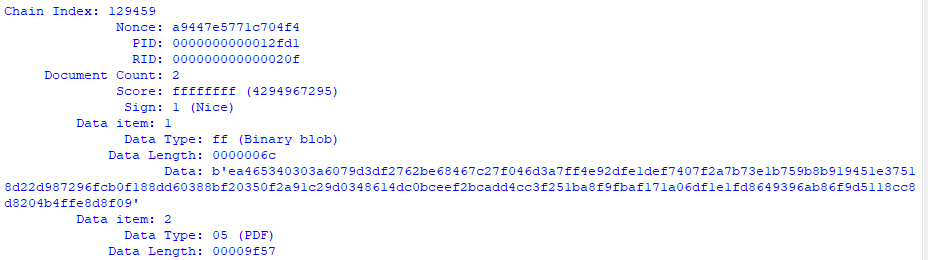 Chain Index: 129459
Nonce: a9447e5771c704f4
PID: 0000000000012fd1
RID: 000000000000020f
Document Count: 2
Score: ffffffff (4294967295)
Sign: 1 (Nice)
Data item: 1
Data Type: ff (Binary blob)
Data Length: 0000006c
Data: b'ea465340303a6079d3df2762be68467c27f046d3a7ff4e92dfe1def7407f2a7b73e1b759b8b919451e3751
8d22d987296fcb0f188dd60388bf20350f2a91c29d0348614dc0bceef2bcadd4cc3f251ba8f9fbaf171a06df1e1fd8649396ab86f9d5118cc8
d8204b4ffe8d8f09'
Data item: 2
Data Type: 05 (PDF)
Data Length: 00009f57